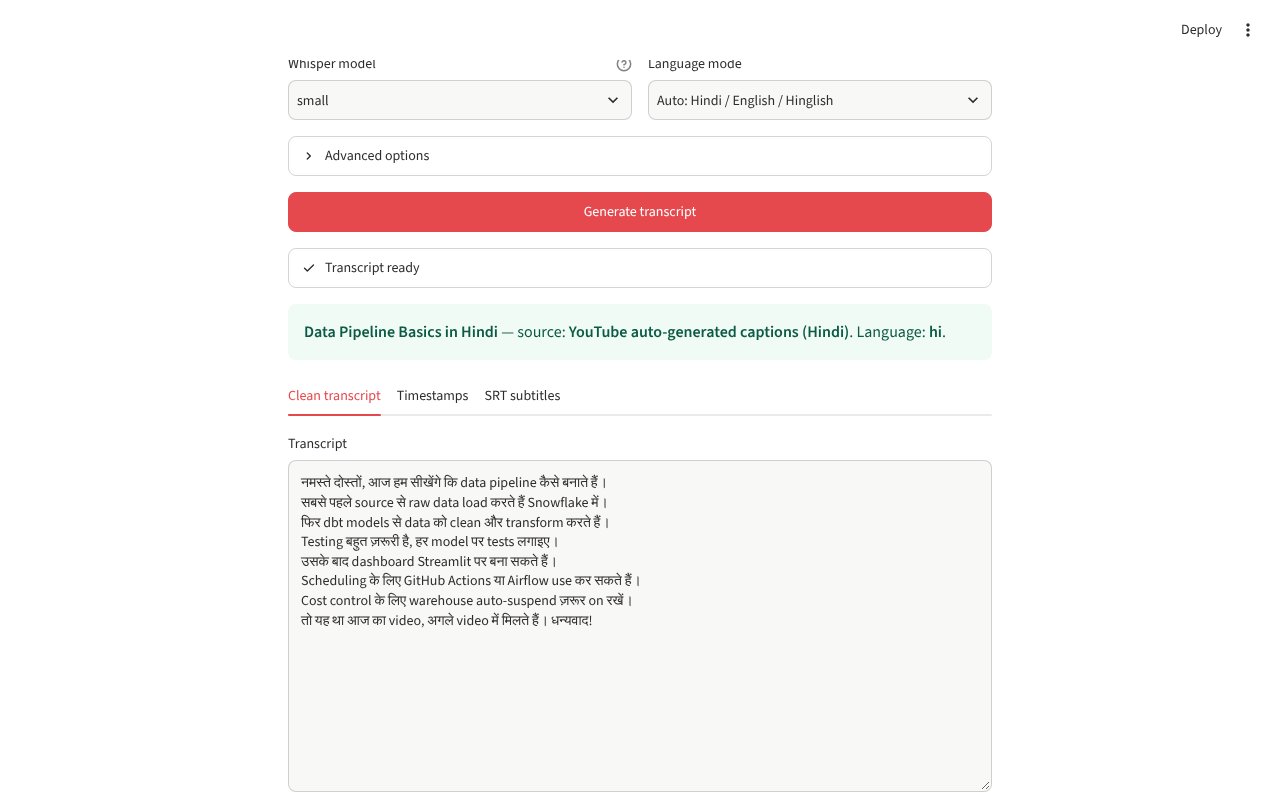 Deploy
Whisper model
Language mode
small
Auto: Hindi / English / Hinglish
Advanced options
Generate transcript
Transcript ready
Data Pipeline Basics in Hindi — source: YouTube auto-generated captions (Hindi). Language: hi.
Clean transcript Timestamps SRT subtitles
Transcript
नमस्ते दोस्तों, आज हम सीखेंगे कि data pipeline कैसे बनाते हैं।
सबसे पहले source से raw data load करते हैं Snowflake में।
फिर dbt models से data को clean और transform करते हैं।
Testing बहुत ज़रूरी है, हर model पर tests लगाइए।
उसके बाद dashboard Streamlit पर बना सकते हैं।
Scheduling के लिए GitHub Actions या Airflow use कर सकते हैं।
Cost control के लिए warehouse auto-suspend ज़रूर on रखें।
तो यह था आज का video, अगले video में मिलते हैं। धन्यवाद!